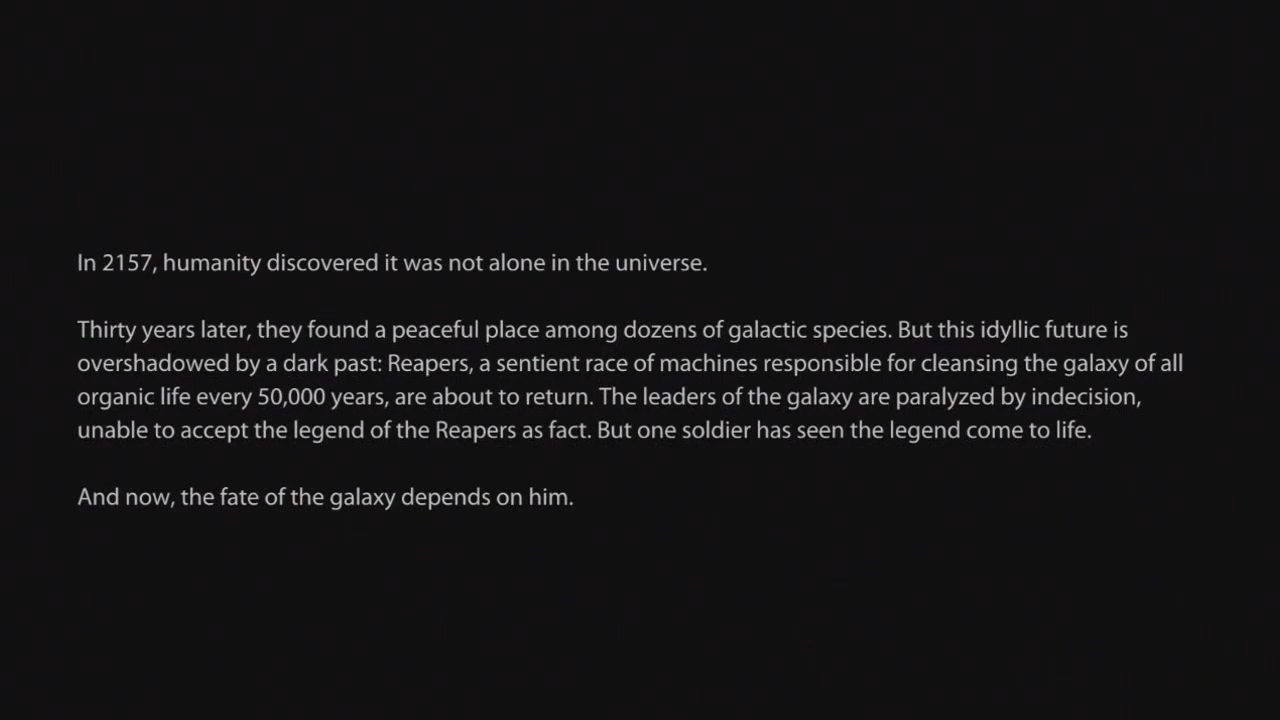 In 2157, humanity discovered it was not alone in the universe.
Thirty years later, they found a peaceful place among dozens of galactic species. But this idyllic future is
overshadowed by a dark past: Reapers, a sentient race of machines responsible for cleansing the galaxy of all
organic life every 50,000 years, are about to return. The leaders of the galaxy are paralyzed by indecision,
unable to accept the legend of the Reapers as fact. But one soldier has seen the legend come to life.
And now, the fate of the galaxy depends on him.